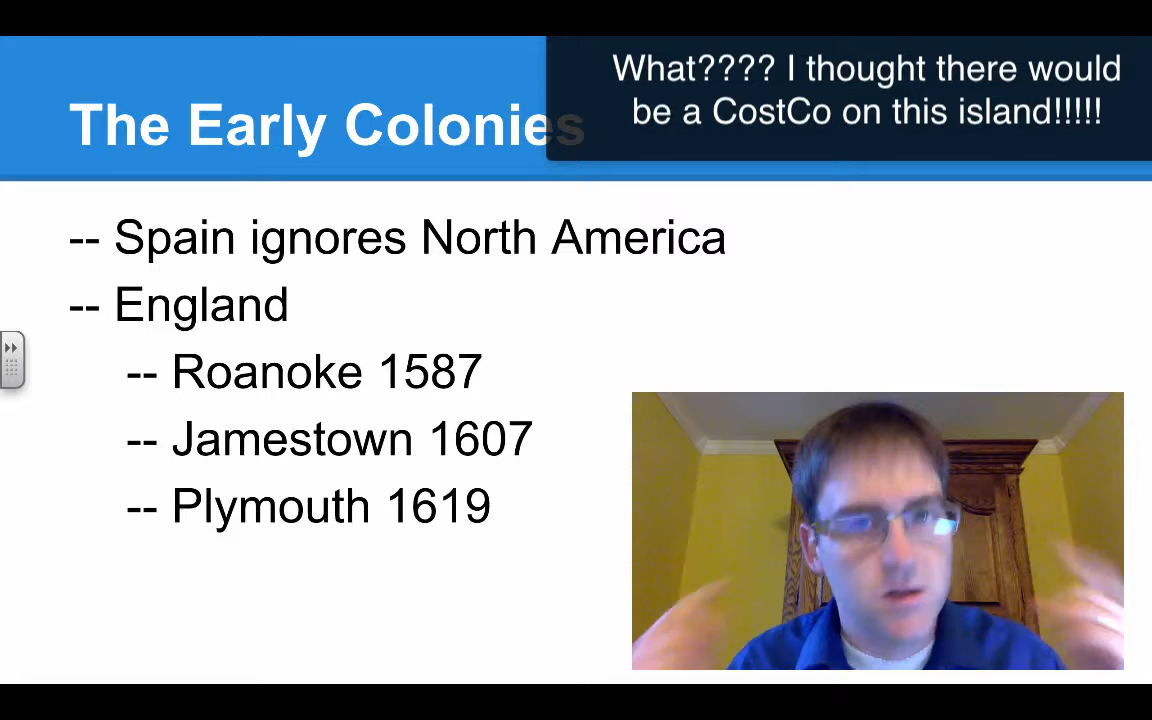 What???? I thought there would
be a CostCo on this island!!!!!
The Early Colonies
-- Spain ignores North America
-- England
-- Roanoke 1587
-- Jamestown 1607
-- Plymouth 1619